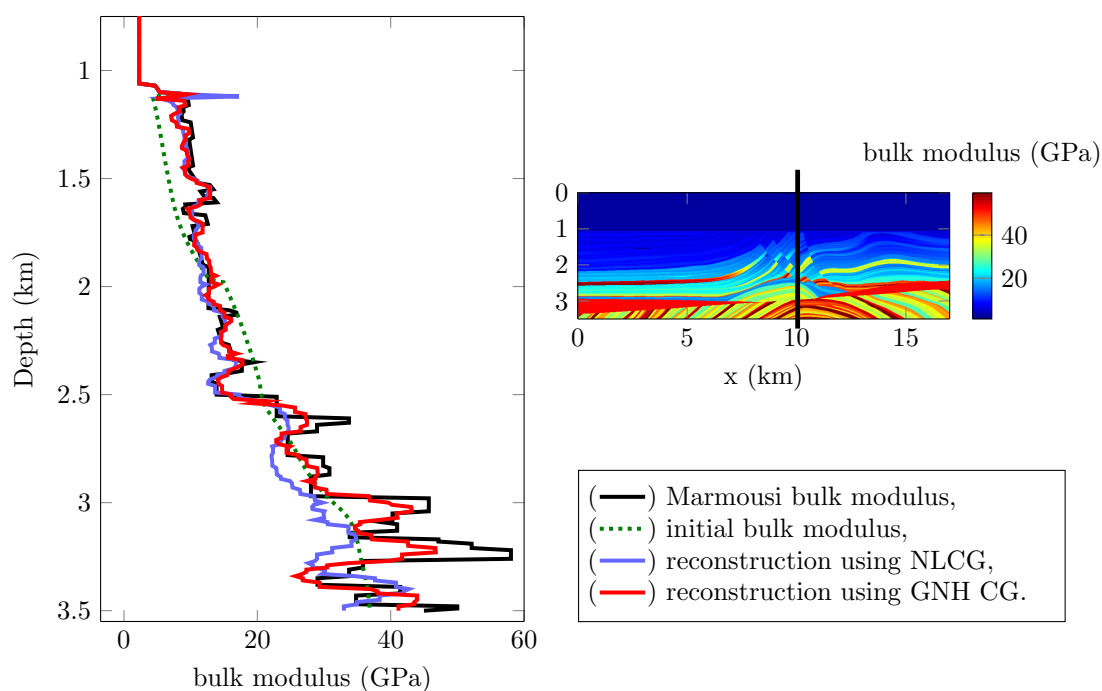 1
1.5
2
2.5
3
3.5
0 20 40 60
Depth (km)
bulk modulus (GPa)
bulk modulus (GPa)
0
1
2
3
0 5 10 15
x (km)
40
20
( ) Marmousi bulk modulus,
( ) initial bulk modulus,
( ) reconstruction using NLCG,
( ) reconstruction using GNH CG.